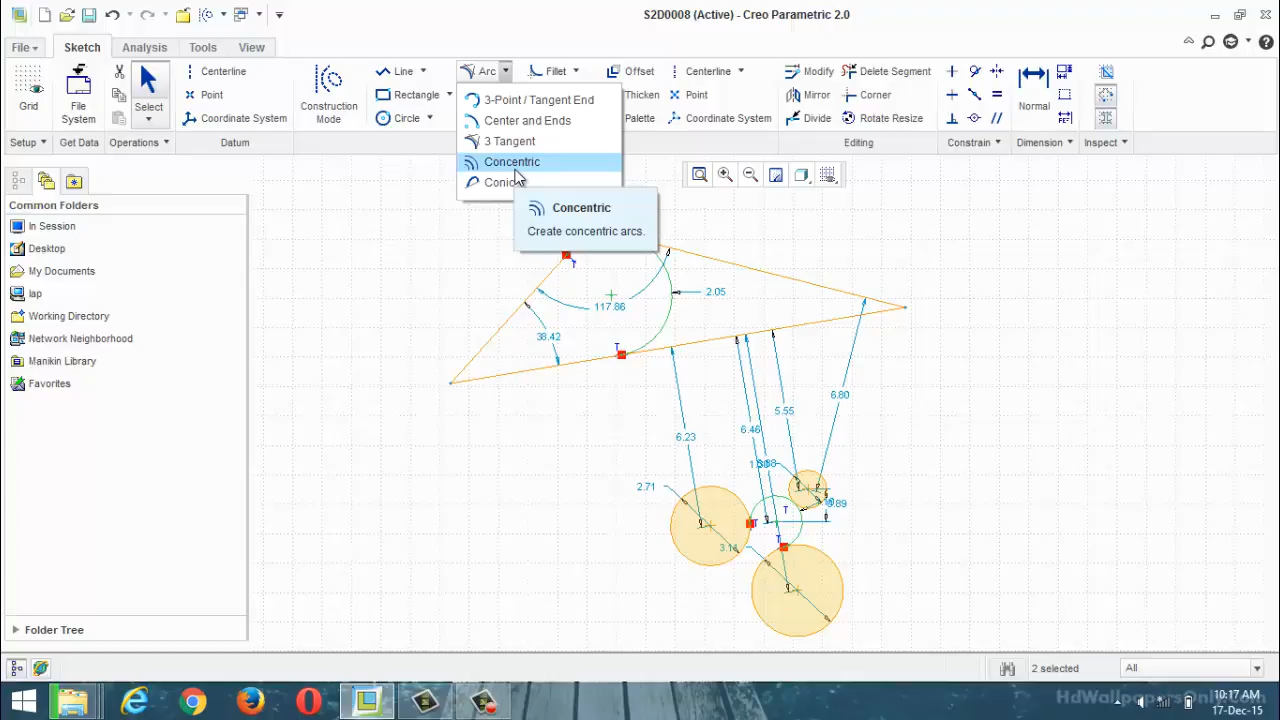 S2D0008 (Active) - Creo Parametric 2.0
File
Sketch
Analysis
Tools
View
Grid
File System
Select
Centerline
Point
Coordinate System
Construction Mode
Line
Rectangle
Circle
Arc
Fillet
Offset
Thicken
Palette
Centerline
Point
Coordinate System
Modify
Mirror
Divide
Delete Segment
Corner
Rotate Resize
Normal
Setup
Get Data
Datum
Editing
Constrain
Dimension
Inspect
3-Point / Tangent End
Center and Ends
3 Tangent
Concentric
Concentric
Create concentric arcs.
Common Folders
In Session
Desktop
My Documents
lap
Working Directory
Network Neighborhood
Manikin Library
Favorites
Folder Tree
T
117.86
2.05
38.42
T
6.80
5.55
6.46
6.23
2.71
T
T
T
3.14
2 selected
All
HdWallpapersOnly.com
10:17 AM
17-Dec-15